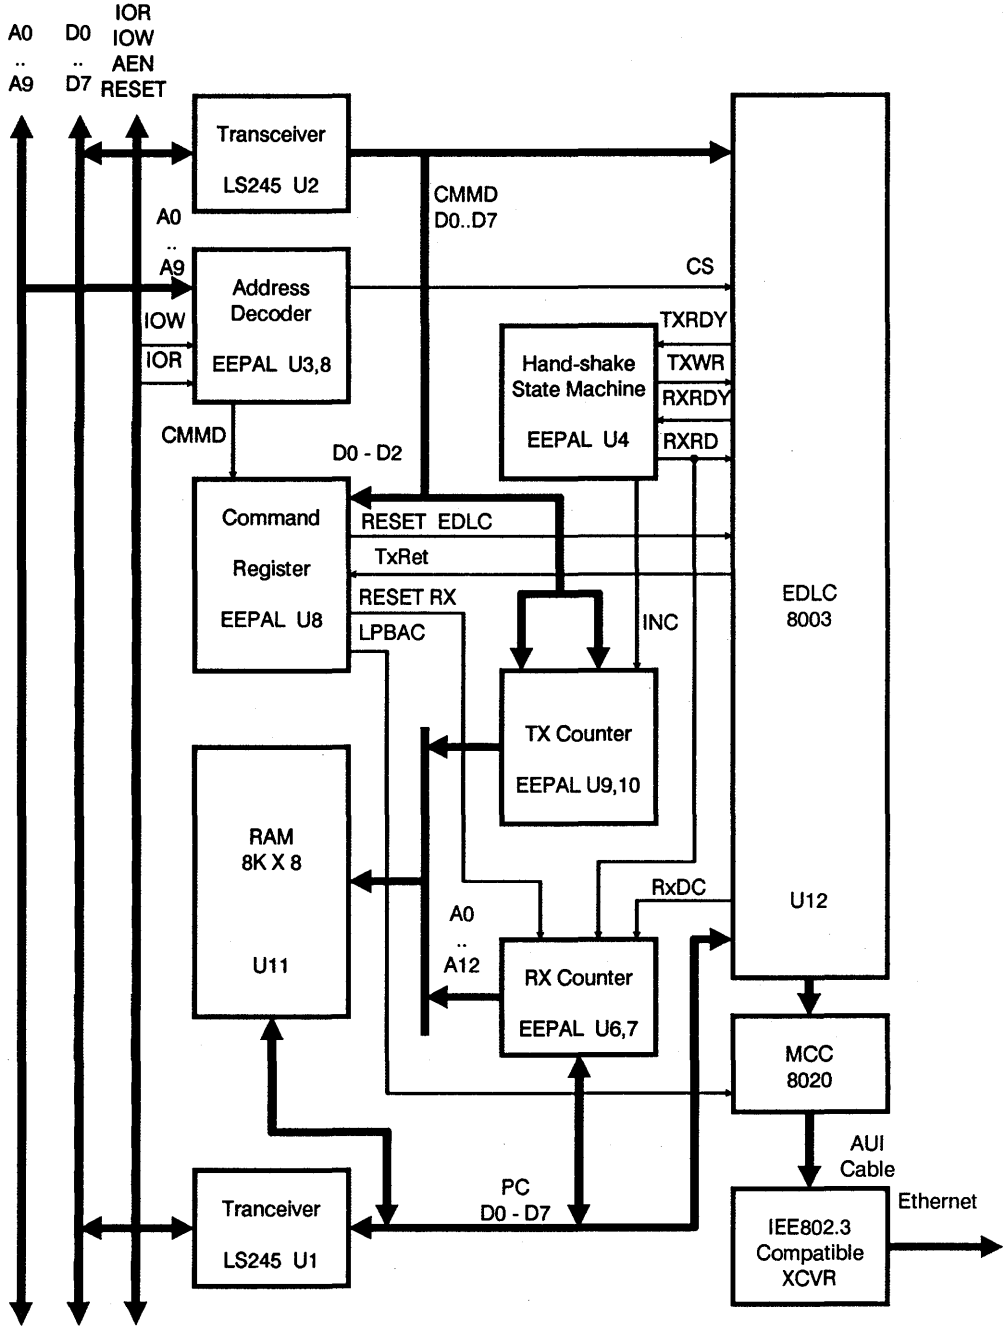 IOR
A0 D0 IOW
.. .. AEN
A9 D7 RESET
Transceiver
LS245 U2
CMMD
D0..D7
A0
..
A9
Address
Decoder
EEPAL U3,8
CS
IOW
IOR
TXRDY
TXWR
RXRDY
RXRD
Hand-shake
State Machine
EEPAL U4
CMMD
D0 - D2
Command
Register
EEPAL U8
RESET EDLC
TxRet
RESET RX
LPBAC
INC
EDLC
8003
U12
TX Counter
EEPAL U9,10
RAM
8K X 8
U11
RxDC
A0
..
A12
RX Counter
EEPAL U6,7
MCC
8020
AUI
Cable
Ethernet
PC
D0 - D7
Tranceiver
LS245 U1
IEE802.3
Compatible
XCVR